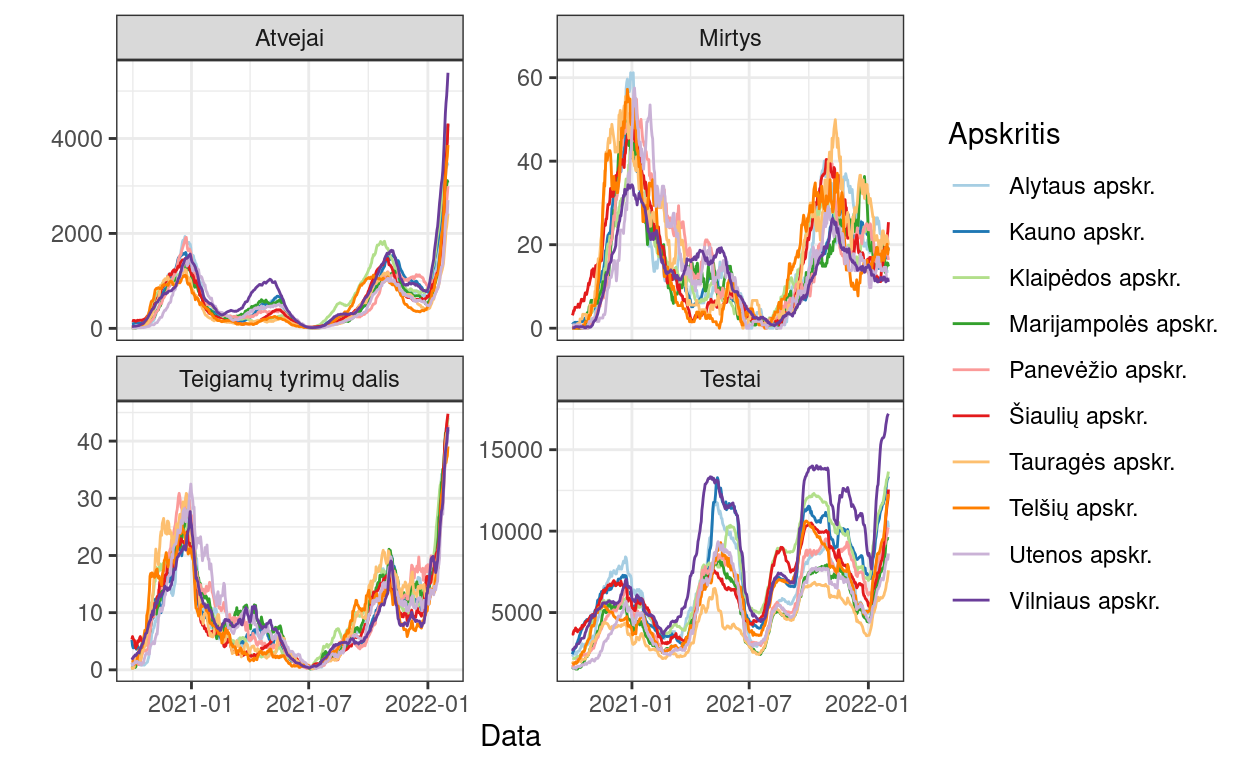 Atvejai
Mirtys
4000
2000
0
60
40
20
0
Teigiamų tyrimų dalis
Testai
40
30
20
10
0
15000
10000
5000
2021-01 2021-07 2022-01
2021-01 2021-07 2022-01
Data
Apskritis
Alytaus apskr.
Kauno apskr.
Klaipėdos apskr.
Marijampolės apskr.
Panevėžio apskr.
Šiaulių apskr.
Tauragės apskr.
Telšių apskr.
Utenos apskr.
Vilniaus apskr.